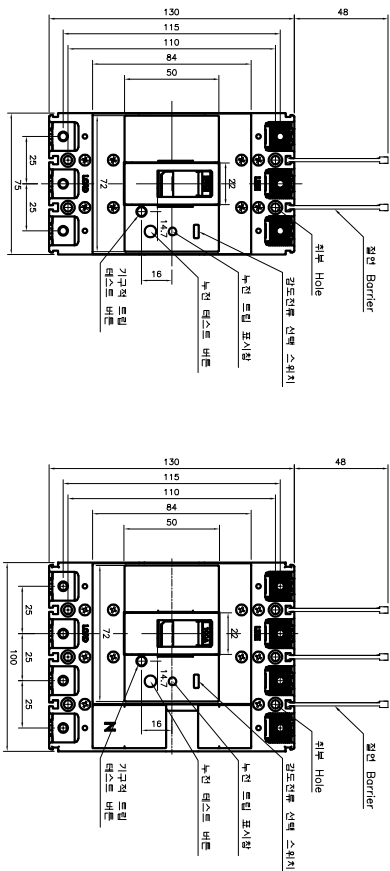 130
48
115
110
84
50
25
75
25
72
22
LOAD
LINE
14.7
16
절연 Barrier
취부 Hole
감도전류 선택 스위치
누전 트립 표시창
누전 테스트 버튼
기구적 트립
테스트 버튼
130
48
115
110
84
50
25
100
25
25
72
22
LOAD
LINE
14.7
16
N
절연 Barrier
취부 Hole
감도전류 선택 스위치
누전 트립 표시창
누전 테스트 버튼
기구적 트립
테스트 버튼